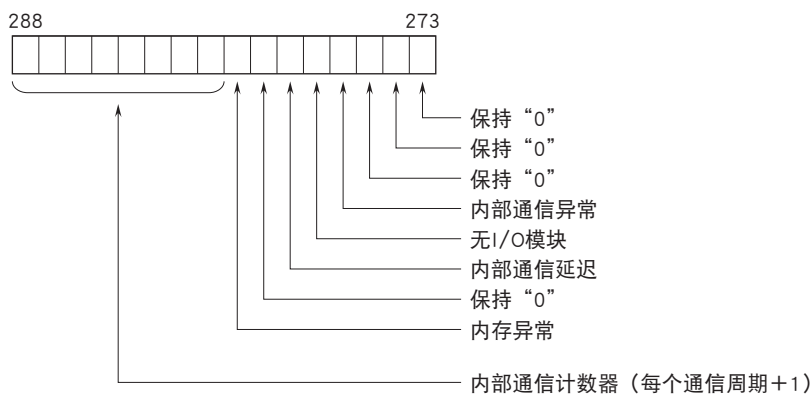 288 273
保持“0”
保持“0”
保持“0”
内部通信异常
无I/O模块
内部通信延迟
保持“0”
内存异常
内部通信计数器（每个通信周期＋1）